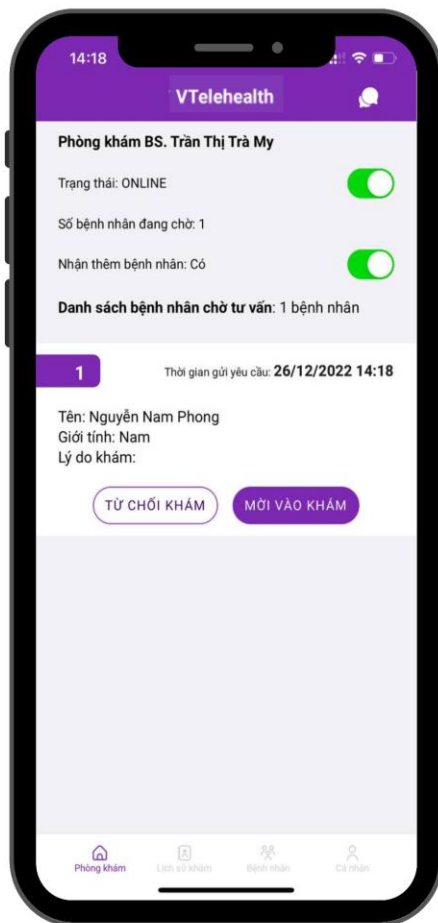 14:18
VTelehealth
Phòng khám BS. Trần Thị Trà My
Trạng thái: ONLINE
Số bệnh nhân đang chờ: 1
Nhận thêm bệnh nhân: Có
Danh sách bệnh nhân chờ tư vấn: 1 bệnh nhân
1
Thời gian gửi yêu cầu: 26/12/2022 14:18
Tên: Nguyễn Nam Phong
Giới tính: Nam
Lý do khám:
TỪ CHỐI KHÁM
MỜI VÀO KHÁM
Phòng khám
Lịch sử khám
Bệnh nhân
Cá nhân